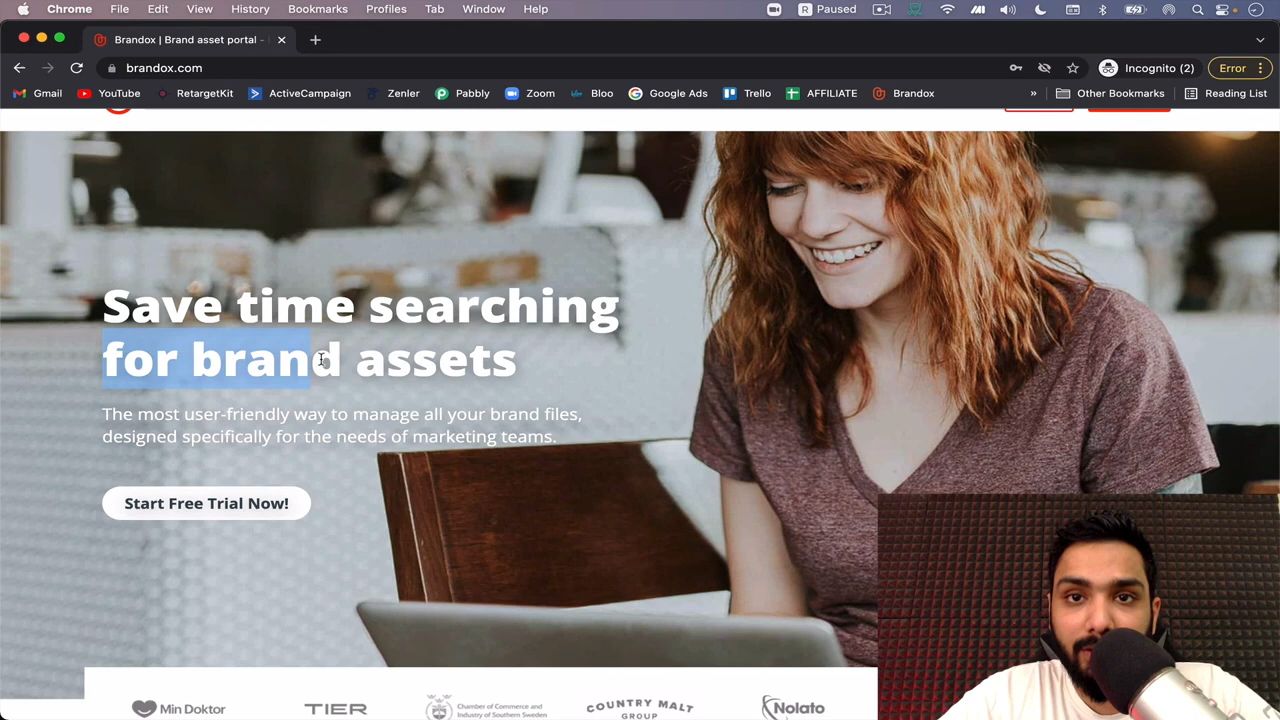 Chrome File Edit View History Bookmarks Profiles Tab Window Help
R Paused
Brandox | Brand asset portal -
brandox.com
Incognito (2)
Error
Gmail YouTube RetargetKit ActiveCampaign Zenler Pabbly Zoom Bloo Google Ads Trello AFFILIATE Brandox » Other Bookmarks Reading List
Save time searching
for brand assets
The most user-friendly way to manage all your brand files,
designed specifically for the needs of marketing teams.
Start Free Trial Now!
Min Doktor
TIER
Chamber of Commerce and
Industry of Southern Sweden
COUNTRY MALT
GROUP
Nolato